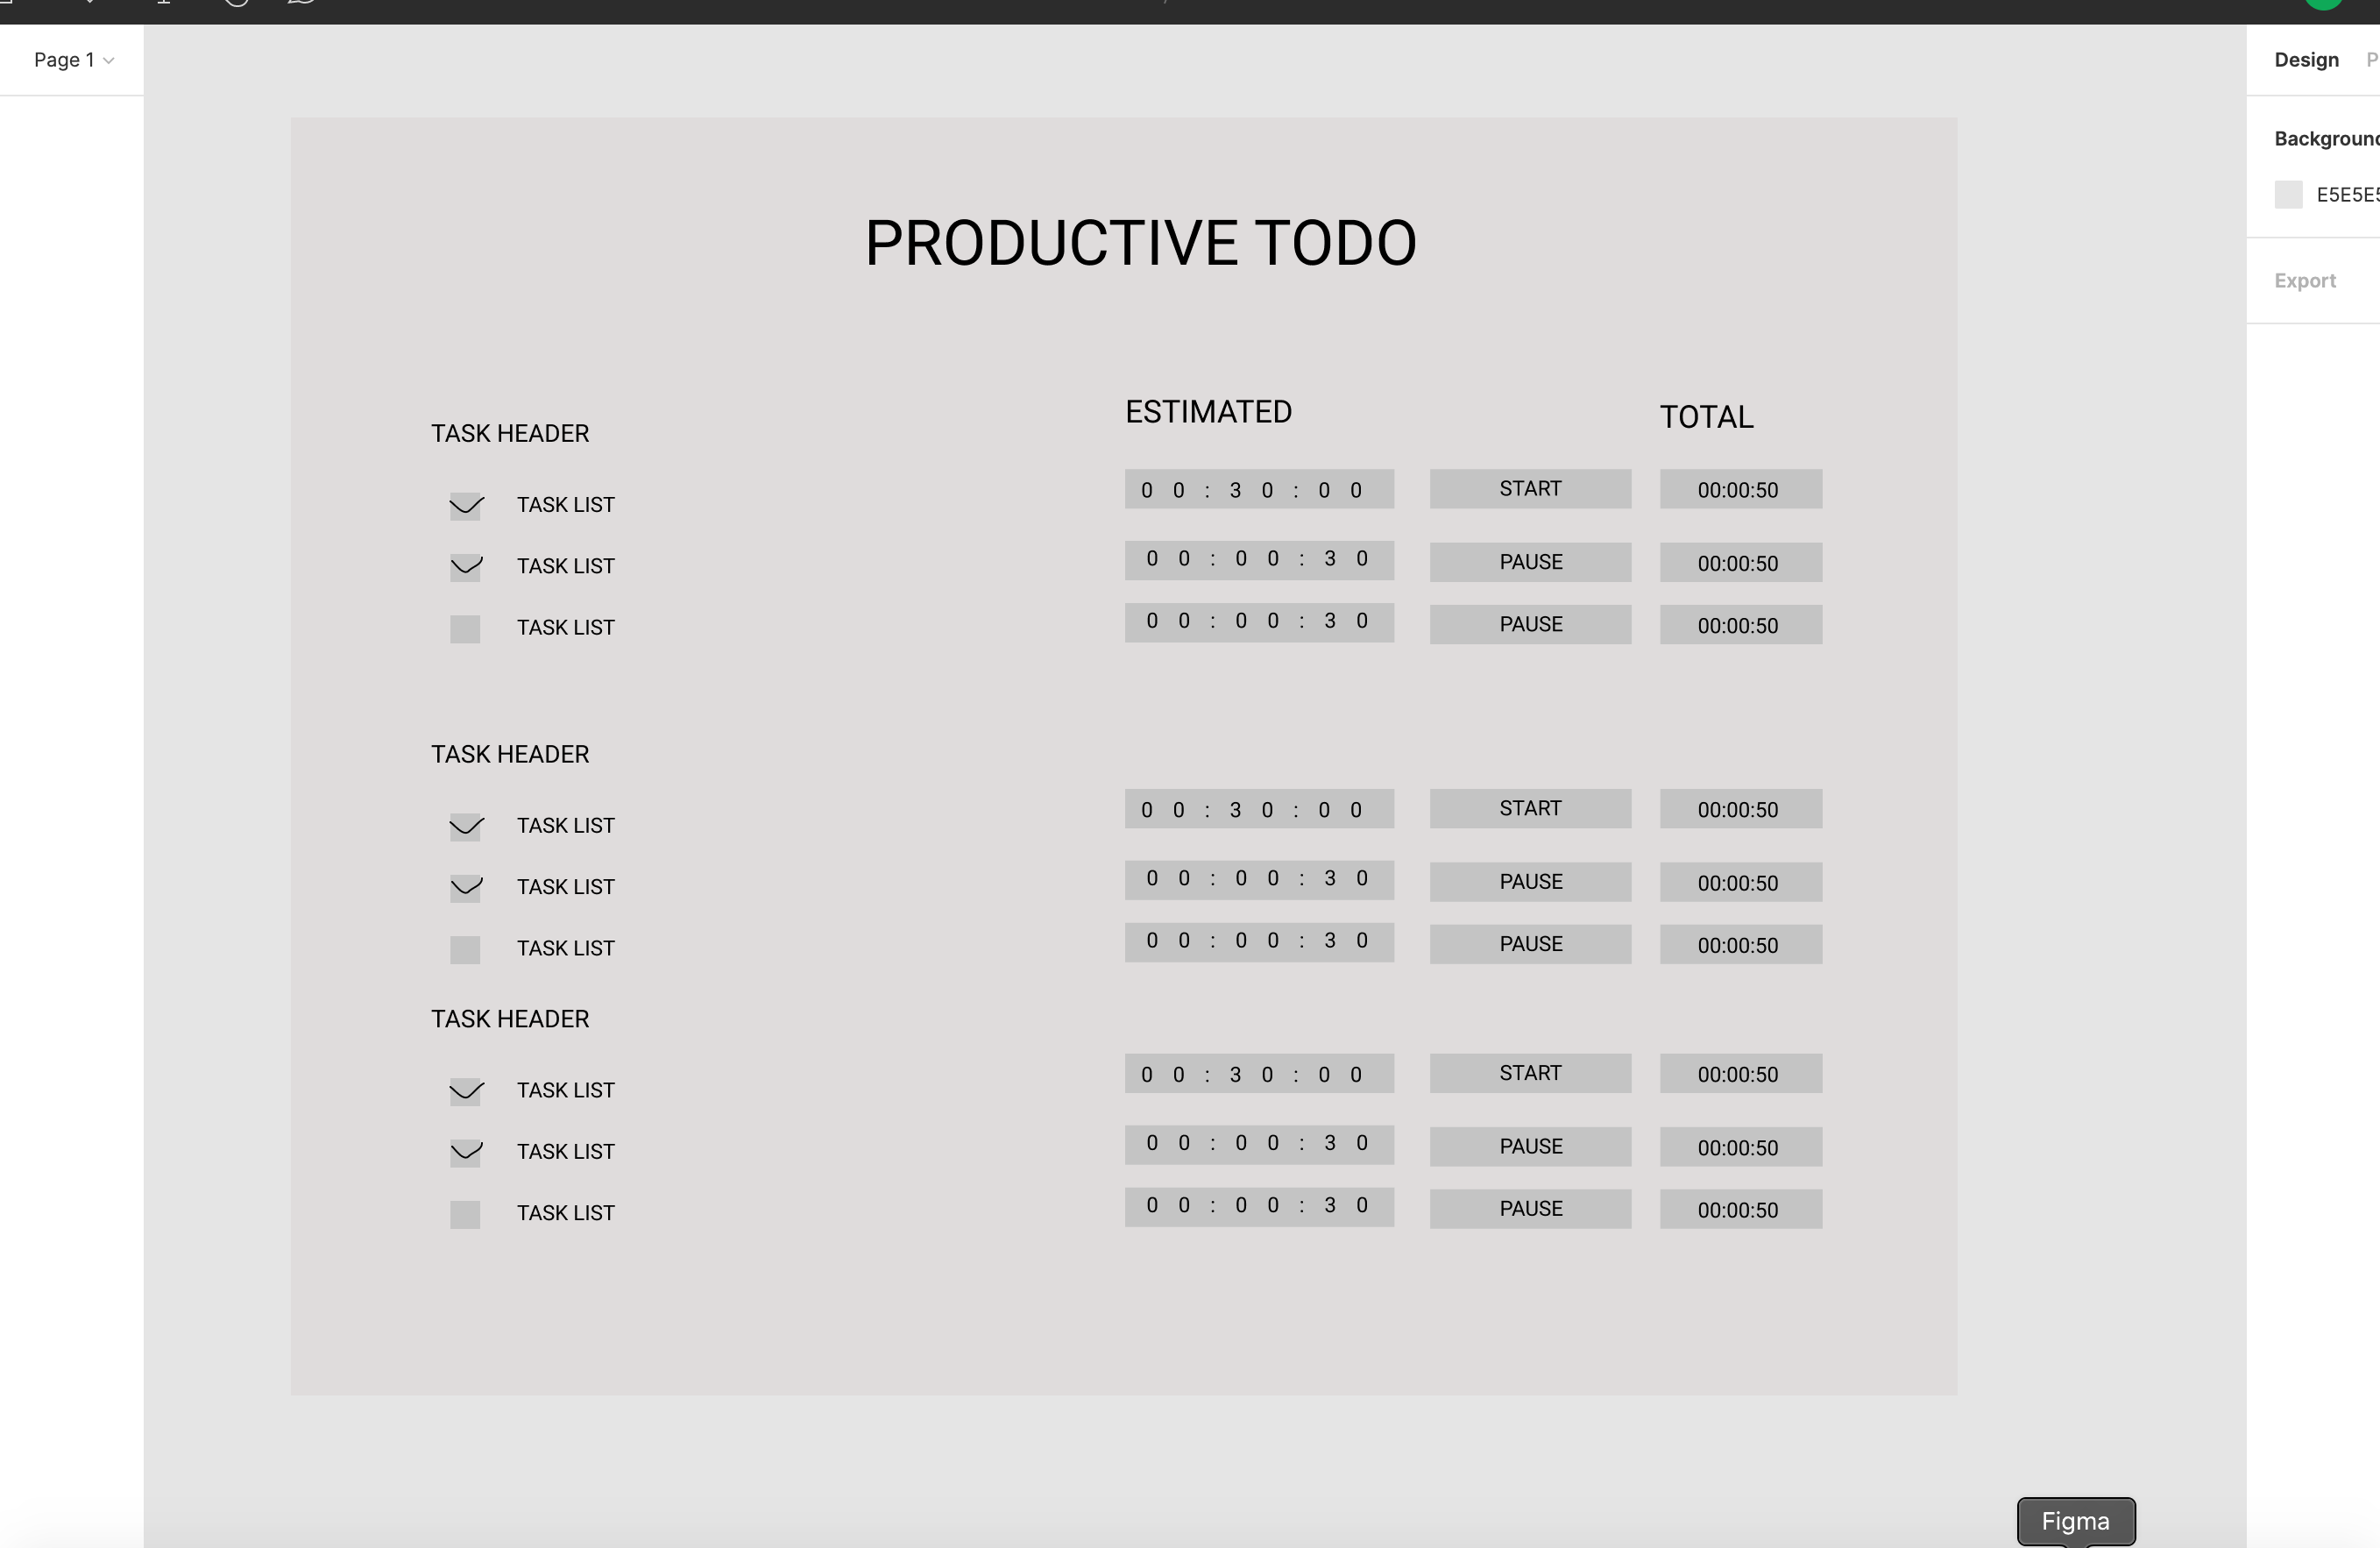 Page 1
Design P
Background
E5E5E5
Export
PRODUCTIVE TODO
ESTIMATED
TOTAL
TASK HEADER
0 0 : 3 0 : 0 0 START 00:00:50
TASK LIST
0 0 : 0 0 : 3 0 PAUSE 00:00:50
TASK LIST
0 0 : 0 0 : 3 0 PAUSE 00:00:50
TASK LIST
TASK HEADER
0 0 : 3 0 : 0 0 START 00:00:50
TASK LIST
0 0 : 0 0 : 3 0 PAUSE 00:00:50
TASK LIST
0 0 : 0 0 : 3 0 PAUSE 00:00:50
TASK LIST
TASK HEADER
0 0 : 3 0 : 0 0 START 00:00:50
TASK LIST
0 0 : 0 0 : 3 0 PAUSE 00:00:50
TASK LIST
0 0 : 0 0 : 3 0 PAUSE 00:00:50
TASK LIST
Figma